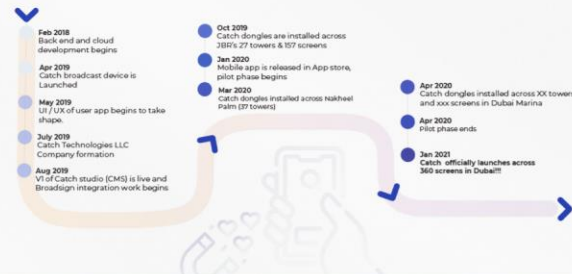 Feb 2018
Back end and cloud
development begins
Apr 2019
Catch broadcast device is
Launched
May 2019
UI / UX of user app begins to take
shape.
July 2019
Catch Technologies LLC
Company formation
Aug 2019
V1 of Catch studio (CMS) is live and
Broadsign integration work begins
Oct 2019
Catch dongles are installed across
JBR's 27 towers & 157 screens
Jan 2020
Mobile app is released in App store,
pilot phase begins
Mar 2020
Catch dongles installed across Nakheel
Palm (37 towers)
Apr 2020
Catch dongles installed across XX towers
and xxx screens in Dubai Marina
Apr 2020
Pilot phase ends
Jan 2021
Catch officially launches across
360 screens in Dubai!!!